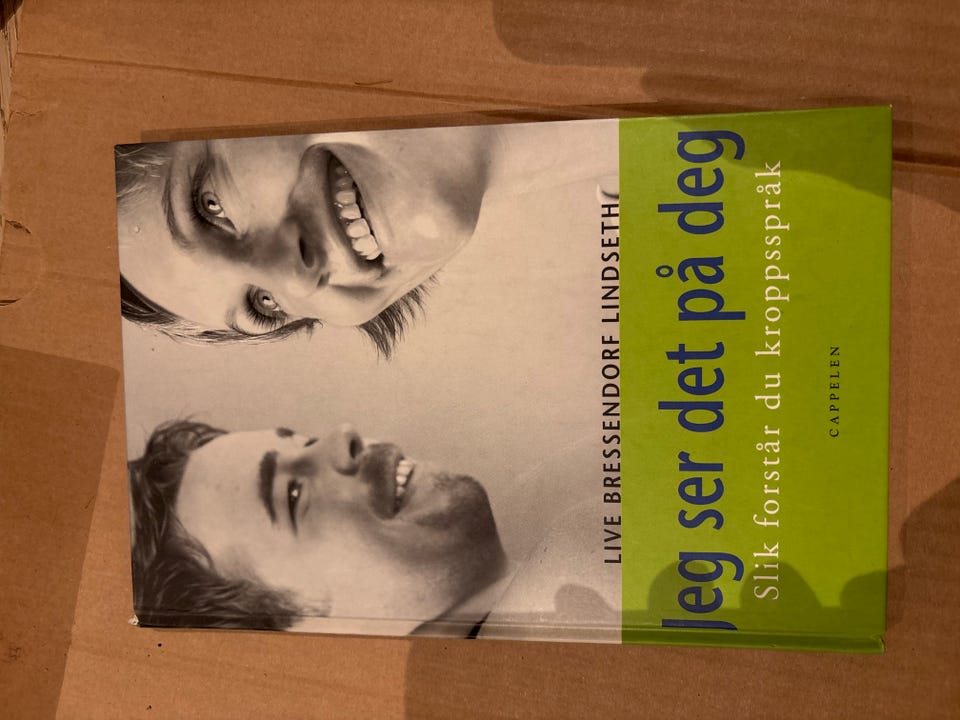 LIVE BRESSENDORF LINDSETH
Jeg ser det på deg
Slik forstår du kroppsspråk
CAPPELEN